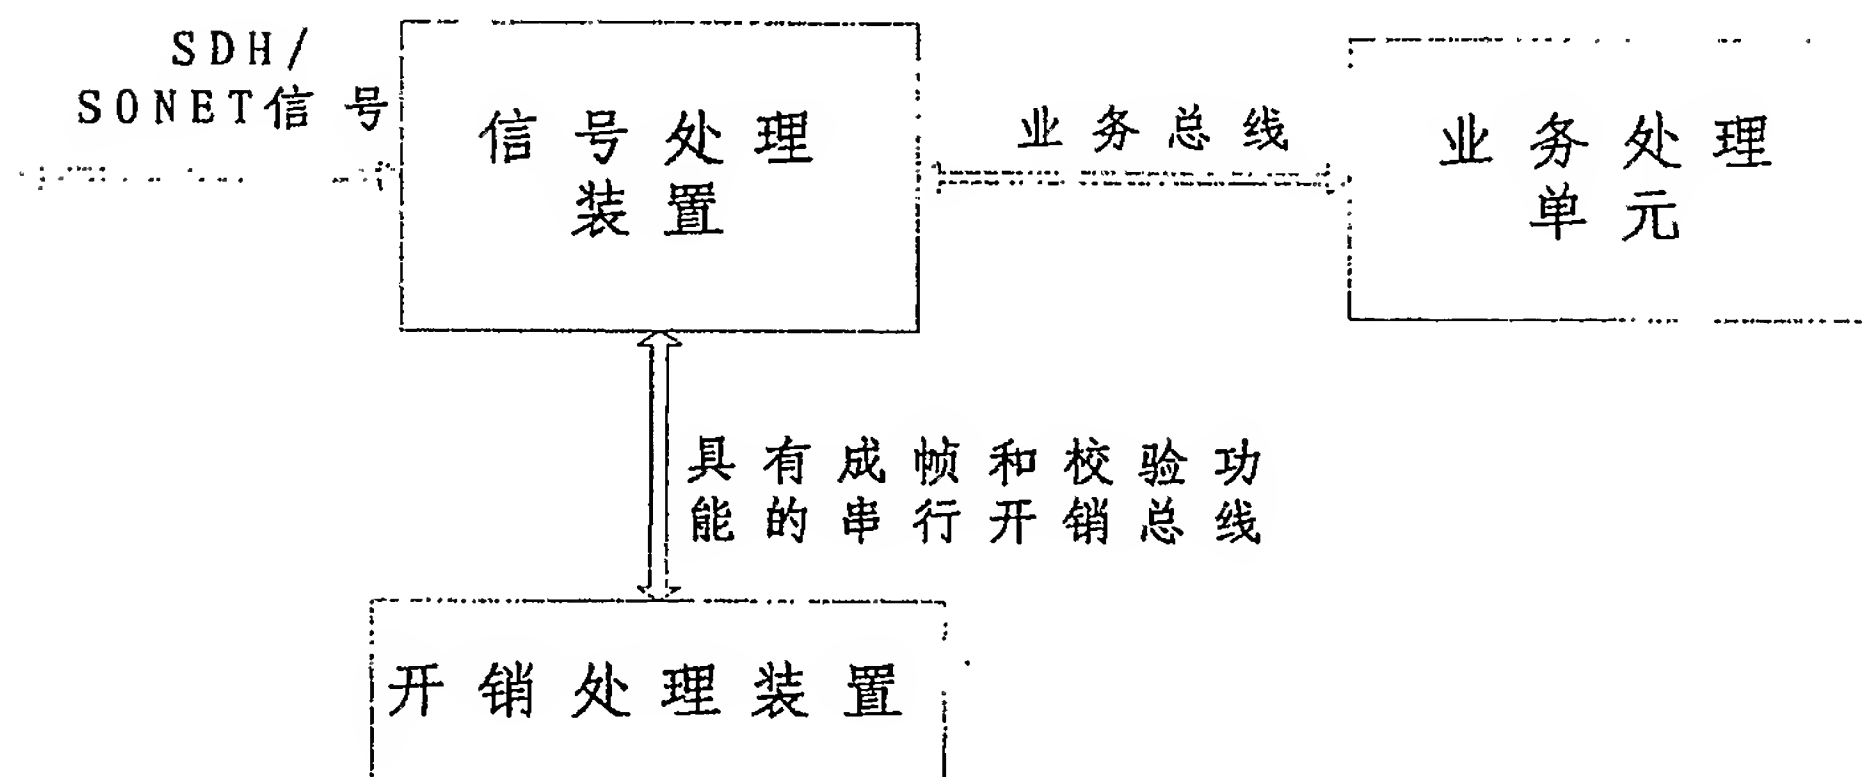 SDH/
SONET信号
信号处理
装置
业务总线
业务处理
单元
具有成帧和校验功
能的串行开销总线
开销处理装置